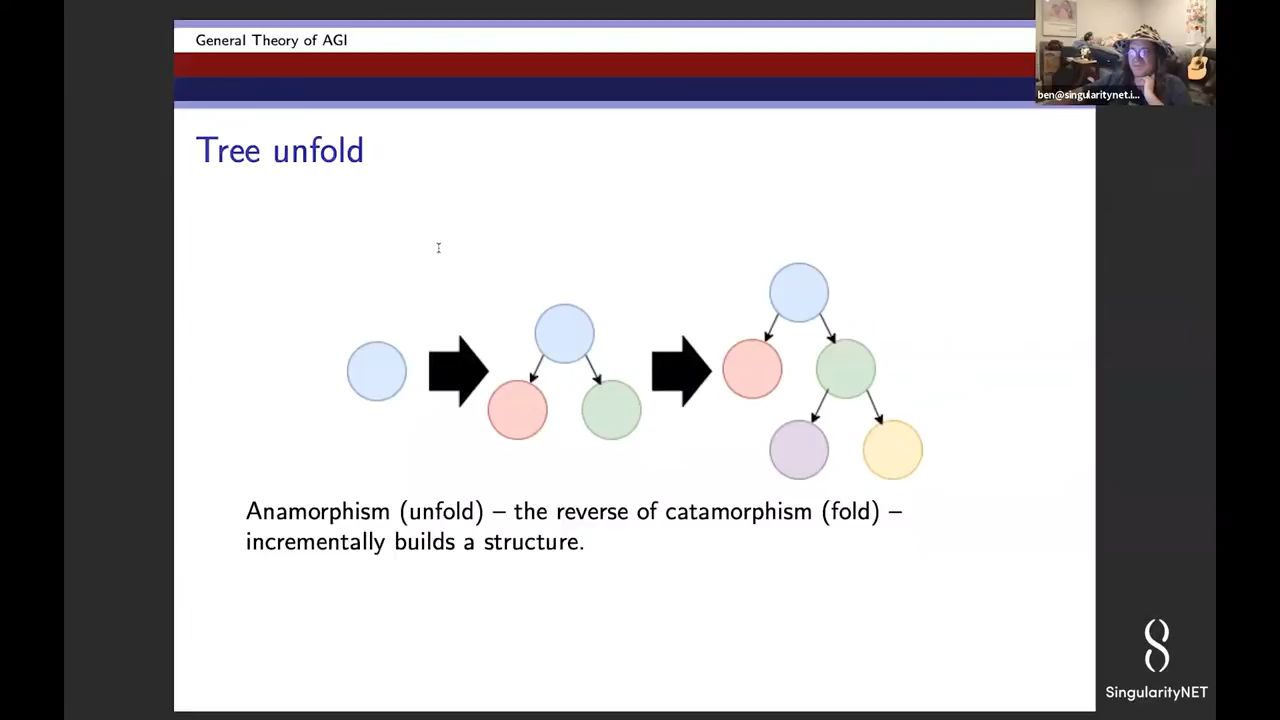 General Theory of AGI
ben@singularitynet.i...
Tree unfold
Anamorphism (unfold) – the reverse of catamorphism (fold) –
incrementally builds a structure.
SingularityNET